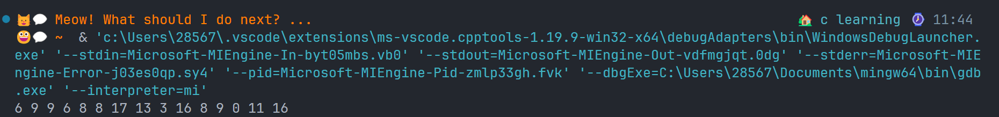 Meow! What should I do next? ... c learning 11:44
~ & 'c:\Users\28567\.vscode\extensions\ms-vscode.cpptools-1.19.9-win32-x64\debugAdapters\bin\WindowsDebugLauncher.
exe' '--stdin=Microsoft-MIEngine-In-byt05mbs.vb0' '--stdout=Microsoft-MIEngine-Out-vdfmgjqt.0dg' '--stderr=Microsoft-MIE
ngine-Error-j03es0qp.sy4' '--pid=Microsoft-MIEngine-Pid-zmlp33gh.fvk' '--dbgExe=C:\Users\28567\Documents\mingw64\bin\gdb
.exe' '--interpreter=mi'
6 9 9 6 8 8 17 13 3 16 8 9 0 11 16